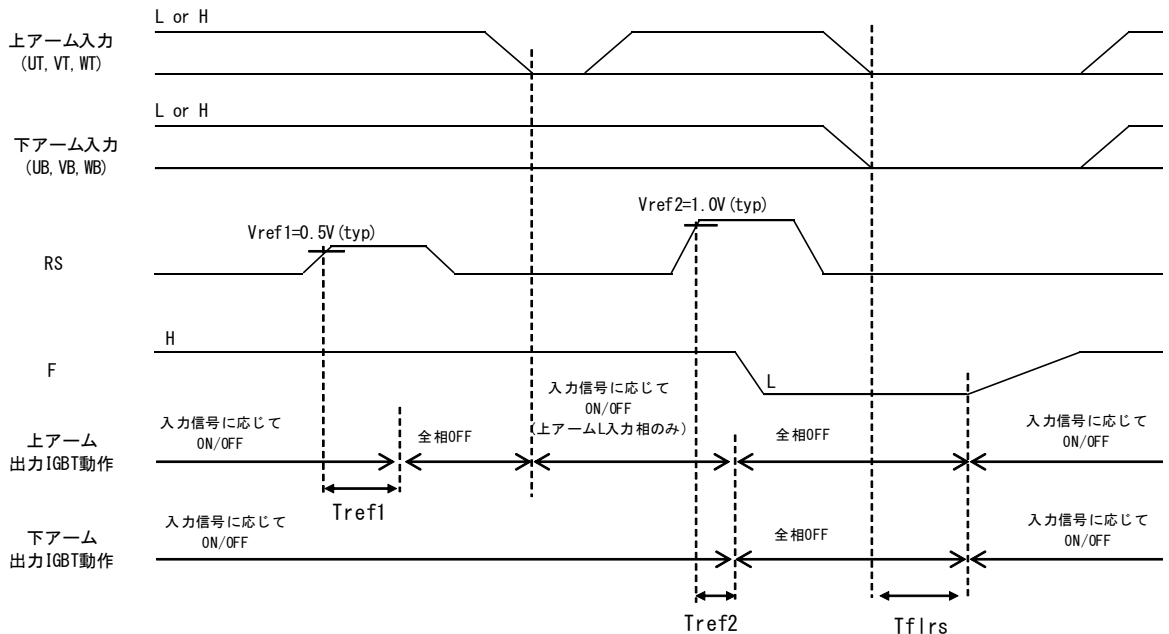 L or H
上アーム入力
(UT, VT, WT)
L or H
下アーム入力
(UB, VB, WB)
Vref1=0.5V(typ)
Vref2=1.0V(typ)
RS
H
F
L
上アーム
出力IGBT動作
入力信号に応じて
ON/OFF
全相OFF
入力信号に応じて
ON/OFF
(上アームL入力相のみ)
全相OFF
入力信号に応じて
ON/OFF
Tref1
下アーム
出力IGBT動作
入力信号に応じて
ON/OFF
全相OFF
入力信号に応じて
ON/OFF
Tref2
Tflrs